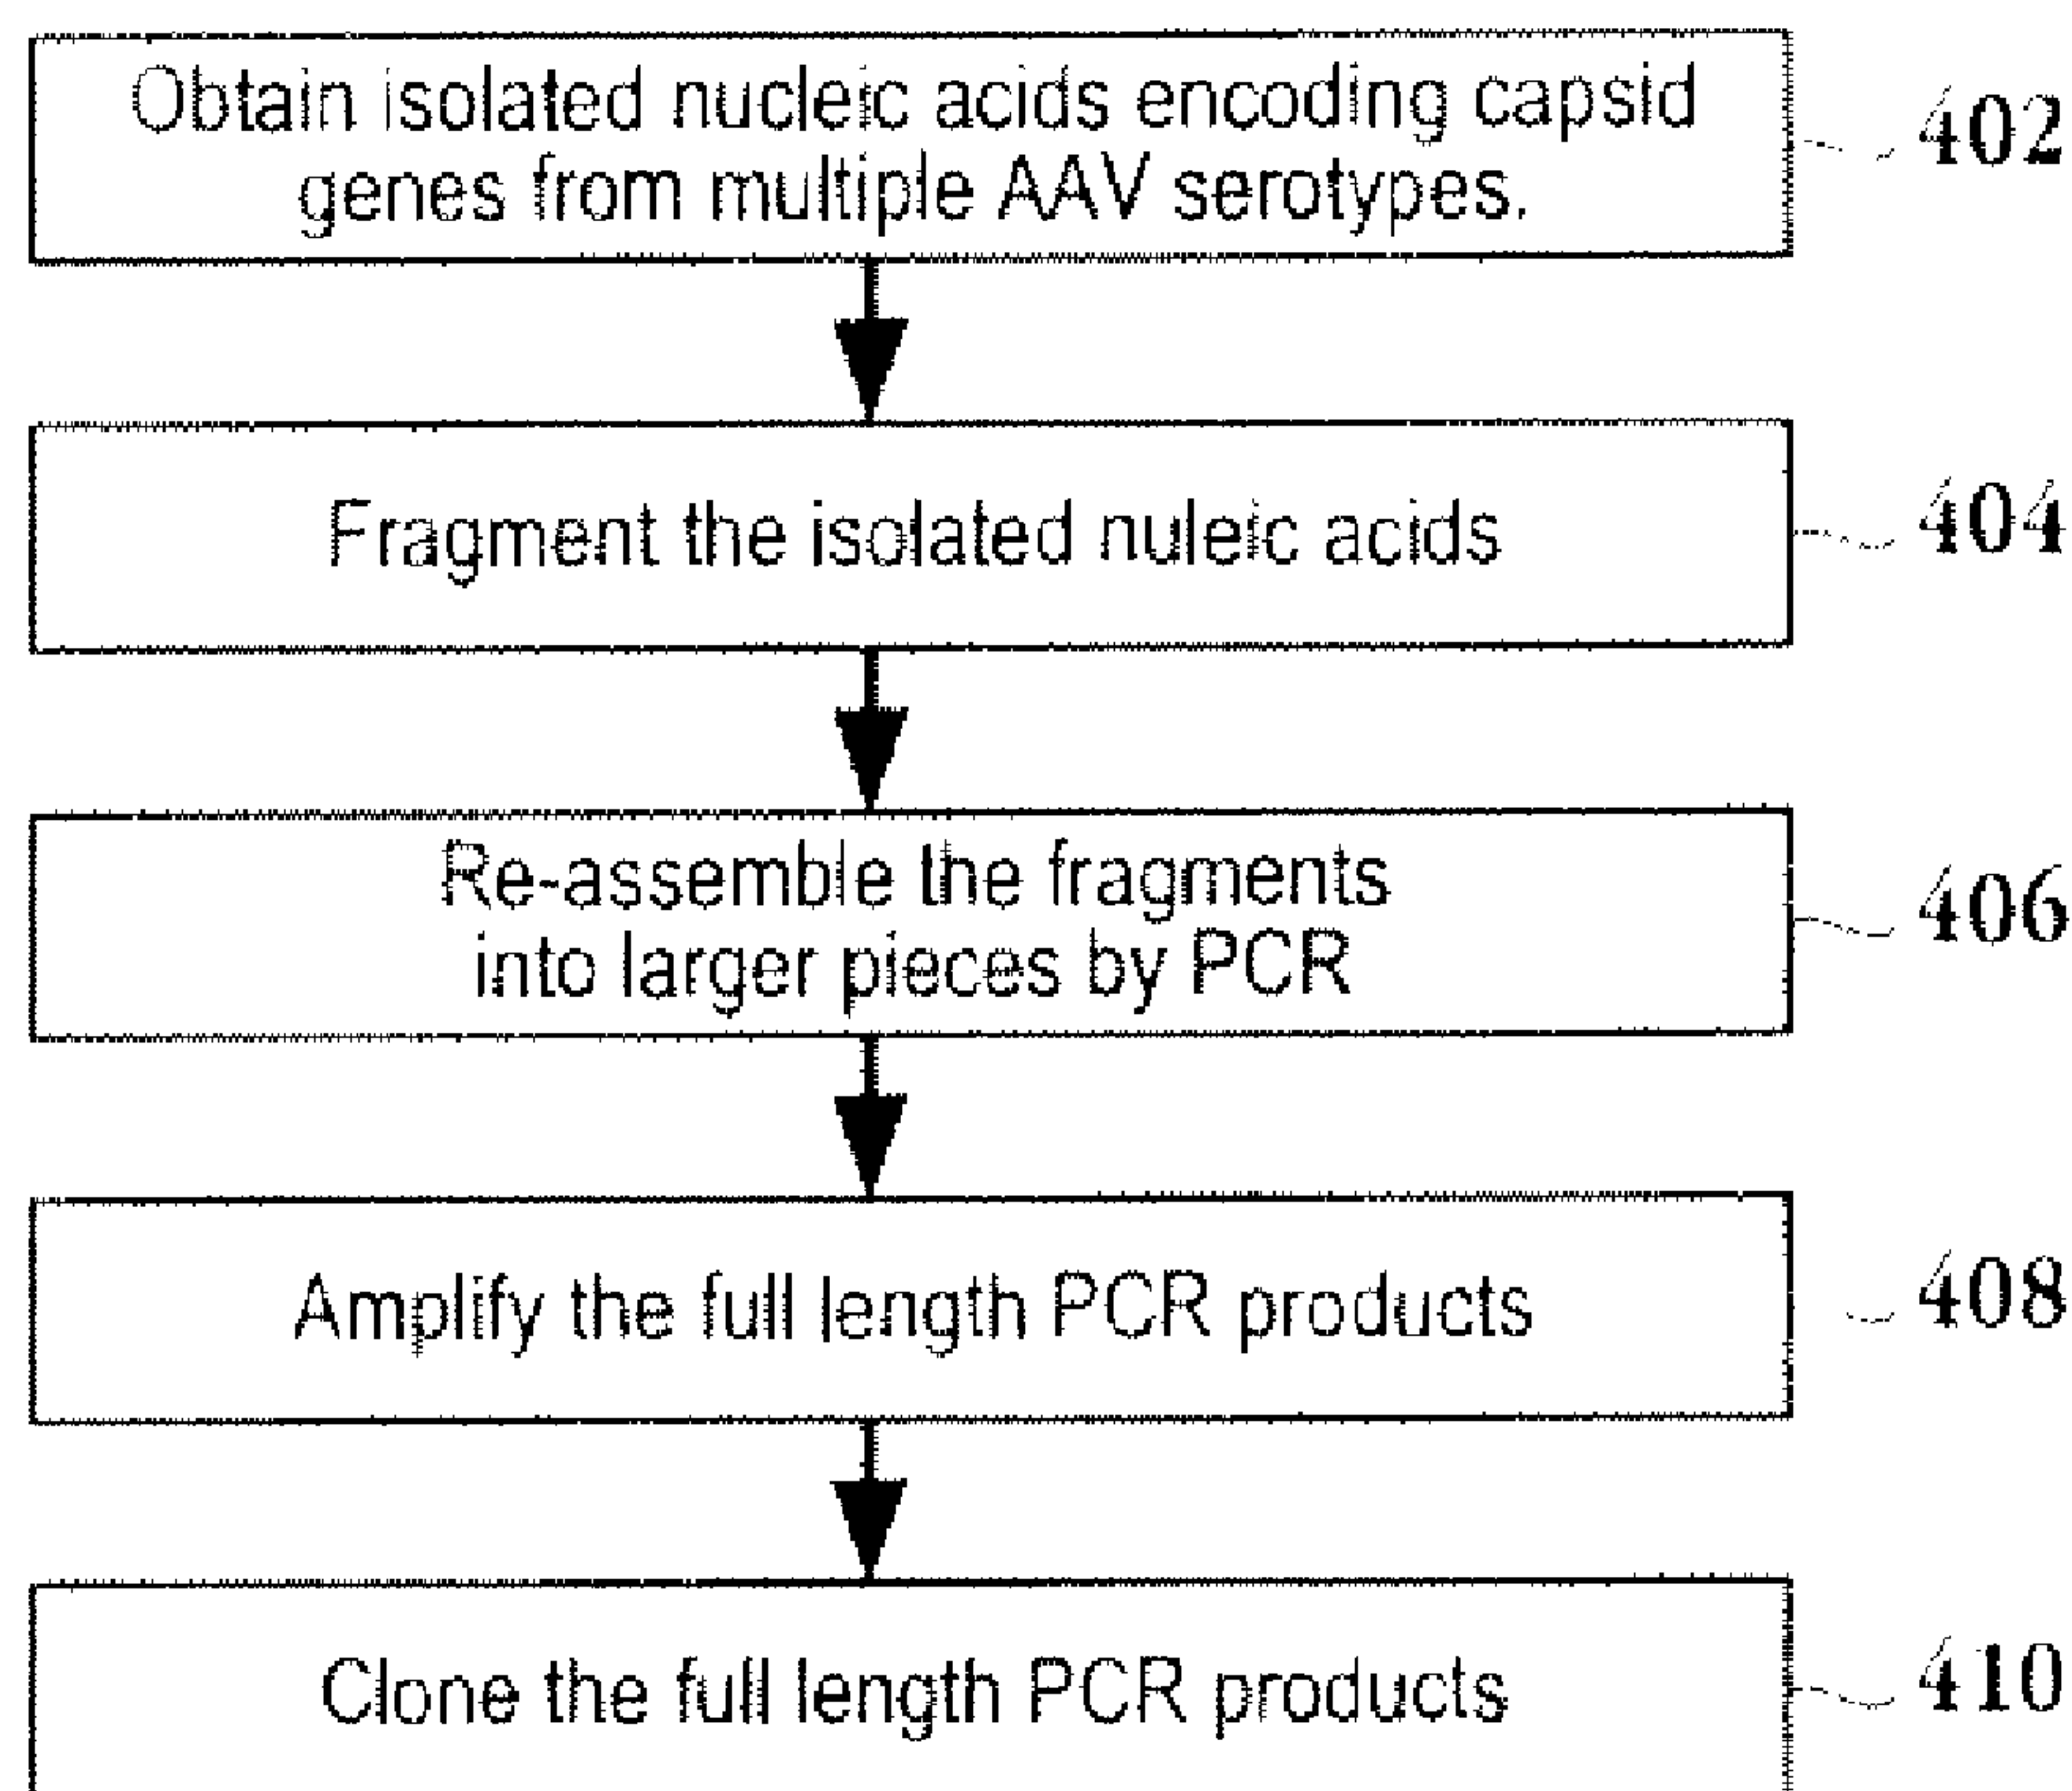 Obtain isolated nucleic acids encoding capsid
genes from multiple AAV serotypes.
402
Fragment the isolated nuleic acids
404
Re-assemble the fragments
into larger pieces by PCR
406
Amplify the full length PCR products
408
Clone the full length PCR products
410